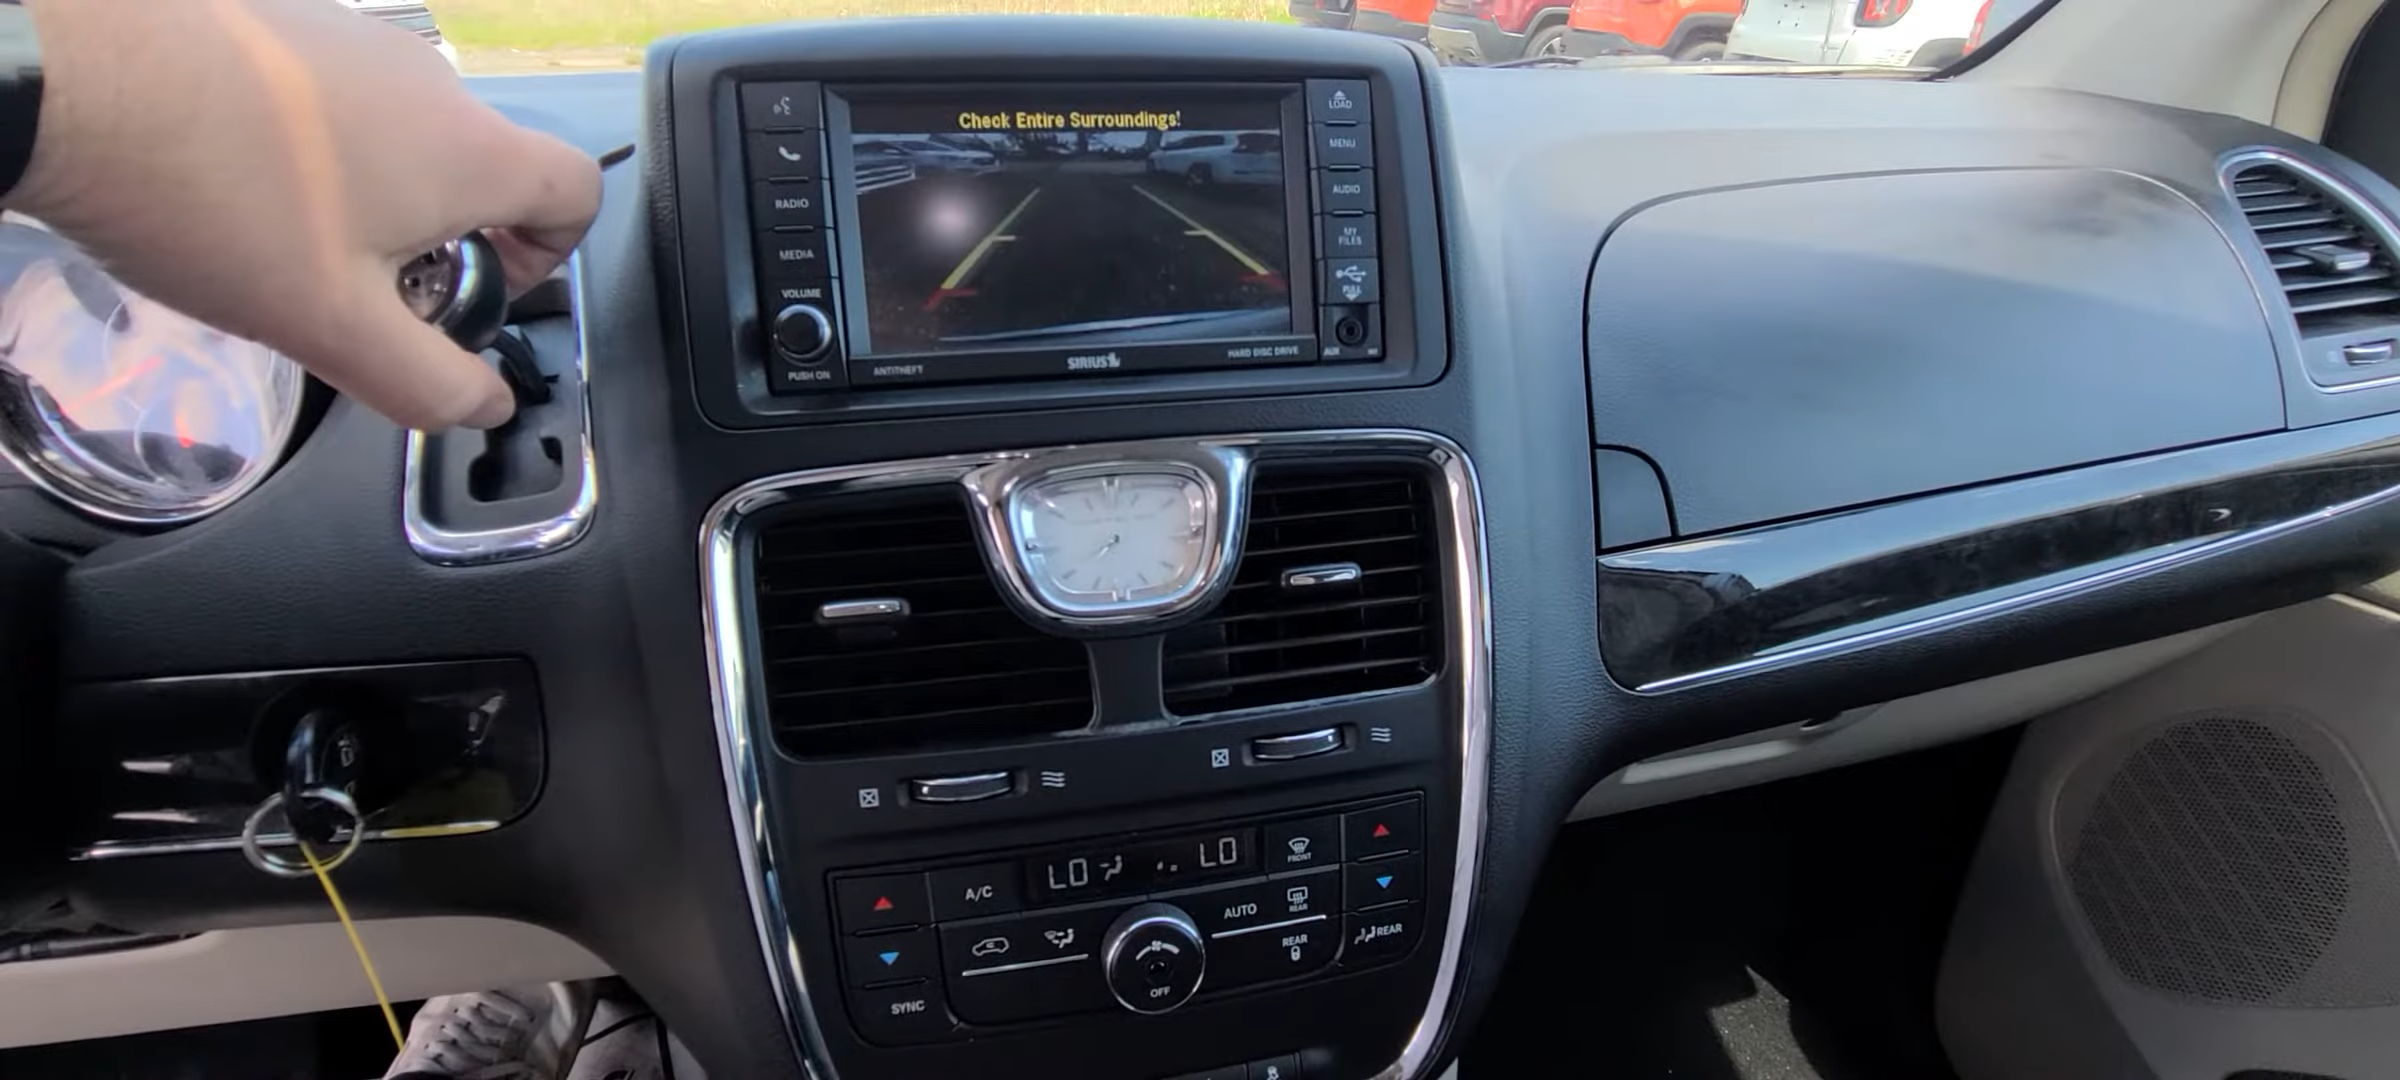 Check Entire Surroundings!
LOAD
MENU
RADIO
AUDIO
MEDIA
MY
FILES
VOLUME
PULL
PUSH ON
ANTITHEFT
SIRIUS
HARD DISC DRIVE
AUX
LO
LO
FRONT
A/C
AUTO
REAR
REAR
REAR
SYNC
OFF